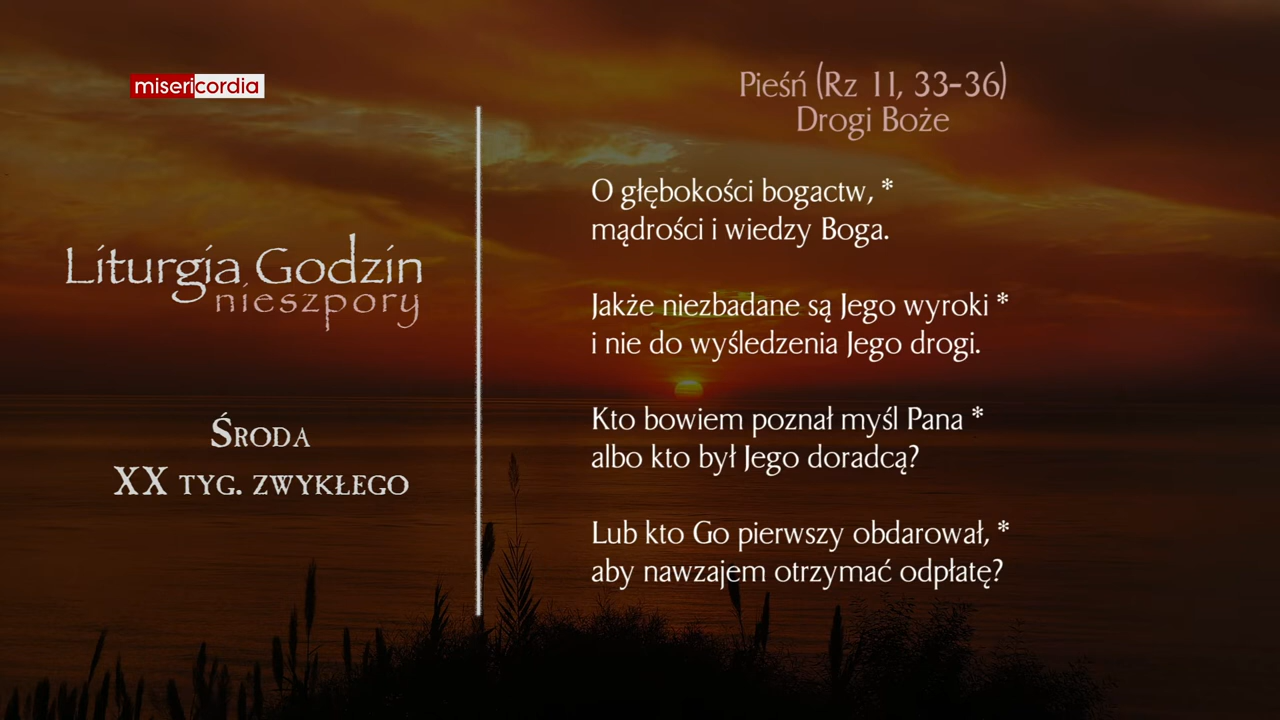 misericordia
Liturgia Godzin
nieszpory
Środa
XX tyg. zwykłego
Pieśń (Rz 11, 33-36)
Drogi Boże
O głębokości bogactw, *
mądrości i wiedzy Boga.
Jakże niezbadane są Jego wyroki *
i nie do wyśledzenia Jego drogi.
Kto bowiem poznał myśl Pana *
albo kto był Jego doradcą?
Lub kto Go pierwszy obdarował, *
aby nawzajem otrzymać odpłatę?